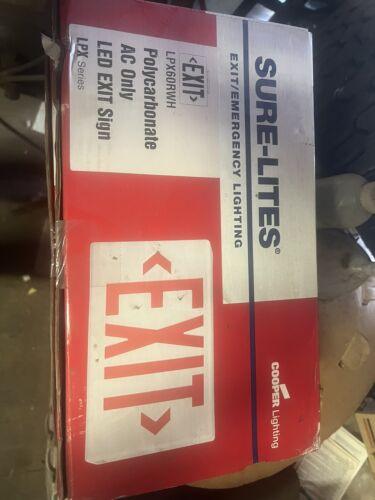 SURE-LITES®
EXIT/EMERGENCY LIGHTING
<EXIT>
LPX60RWH
Polycarbonate
AC Only
LED EXIT Sign
LPX Series
<EXIT>
COOPER Lighting